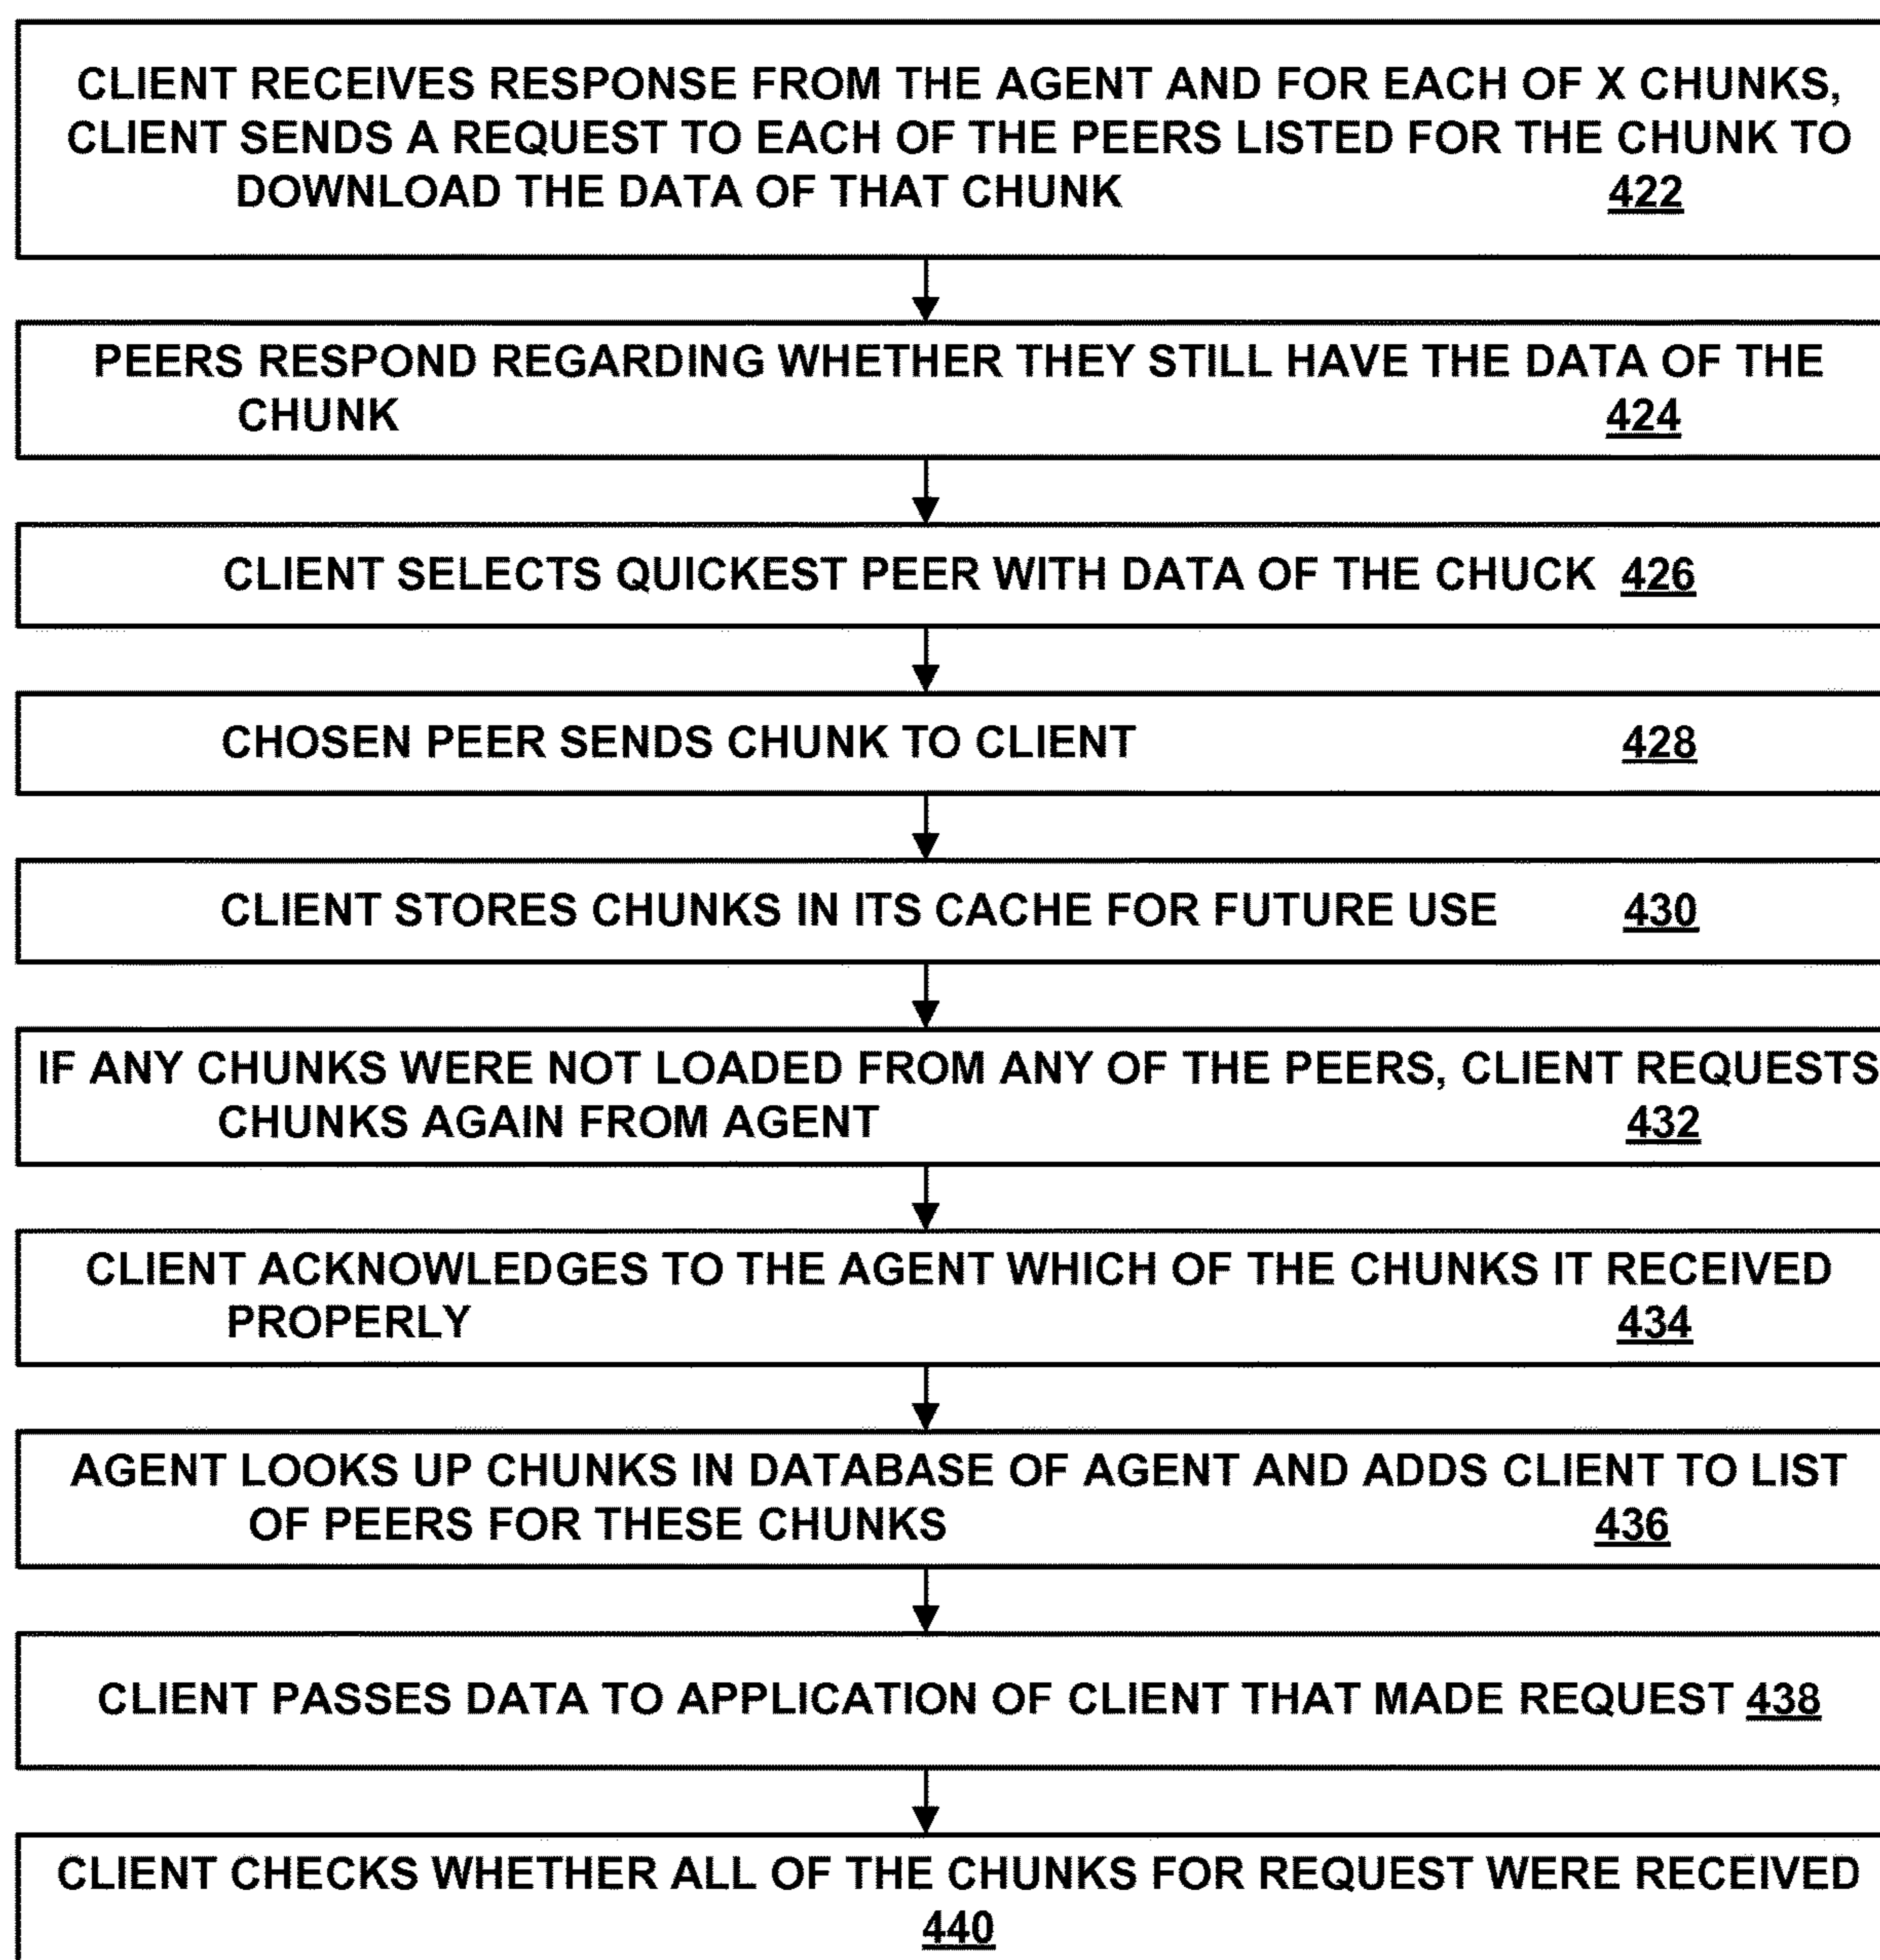 CLIENT RECEIVES RESPONSE FROM THE AGENT AND FOR EACH OF X CHUNKS,
CLIENT SENDS A REQUEST TO EACH OF THE PEERS LISTED FOR THE CHUNK TO
DOWNLOAD THE DATA OF THAT CHUNK 422
PEERS RESPOND REGARDING WHETHER THEY STILL HAVE THE DATA OF THE
CHUNK 424
CLIENT SELECTS QUICKEST PEER WITH DATA OF THE CHUCK 426
CHOSEN PEER SENDS CHUNK TO CLIENT 428
CLIENT STORES CHUNKS IN ITS CACHE FOR FUTURE USE 430
IF ANY CHUNKS WERE NOT LOADED FROM ANY OF THE PEERS, CLIENT REQUESTS
CHUNKS AGAIN FROM AGENT 432
CLIENT ACKNOWLEDGES TO THE AGENT WHICH OF THE CHUNKS IT RECEIVED
PROPERLY 434
AGENT LOOKS UP CHUNKS IN DATABASE OF AGENT AND ADDS CLIENT TO LIST
OF PEERS FOR THESE CHUNKS 436
CLIENT PASSES DATA TO APPLICATION OF CLIENT THAT MADE REQUEST 438
CLIENT CHECKS WHETHER ALL OF THE CHUNKS FOR REQUEST WERE RECEIVED
440